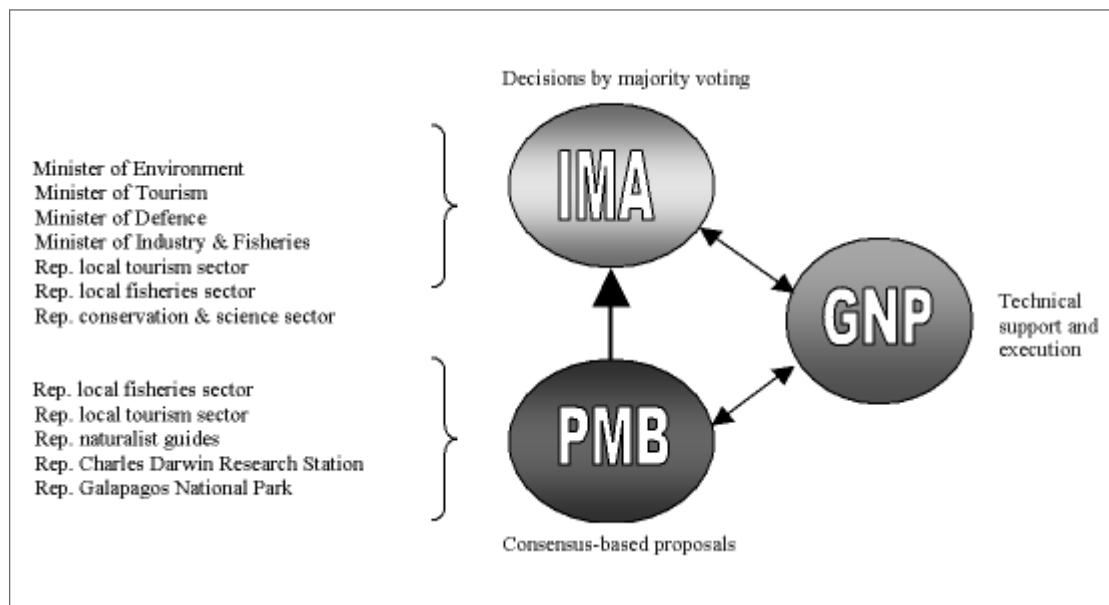 Decisions by majority voting
IMA
Minister of Environment
Minister of Tourism
Minister of Defence
Minister of Industry & Fisheries
Rep. local tourism sector
Rep. local fisheries sector
Rep. conservation & science sector
GNP
Technical
support and
execution
Rep. local fisheries sector
Rep. local tourism sector
Rep. naturalist guides
Rep. Charles Darwin Research Station
Rep. Galapagos National Park
PMB
Consensus-based proposals